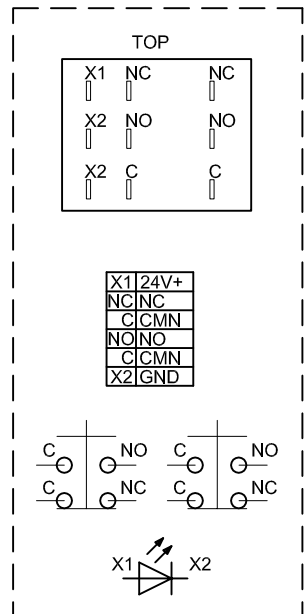 TOP
X1 NC NC
X2 NO NO
X2 C C
X1 24V+
NC NC
C CMN
NO NO
C CMN
X2 GND
C NO C NO
C NC C NC
X1 X2